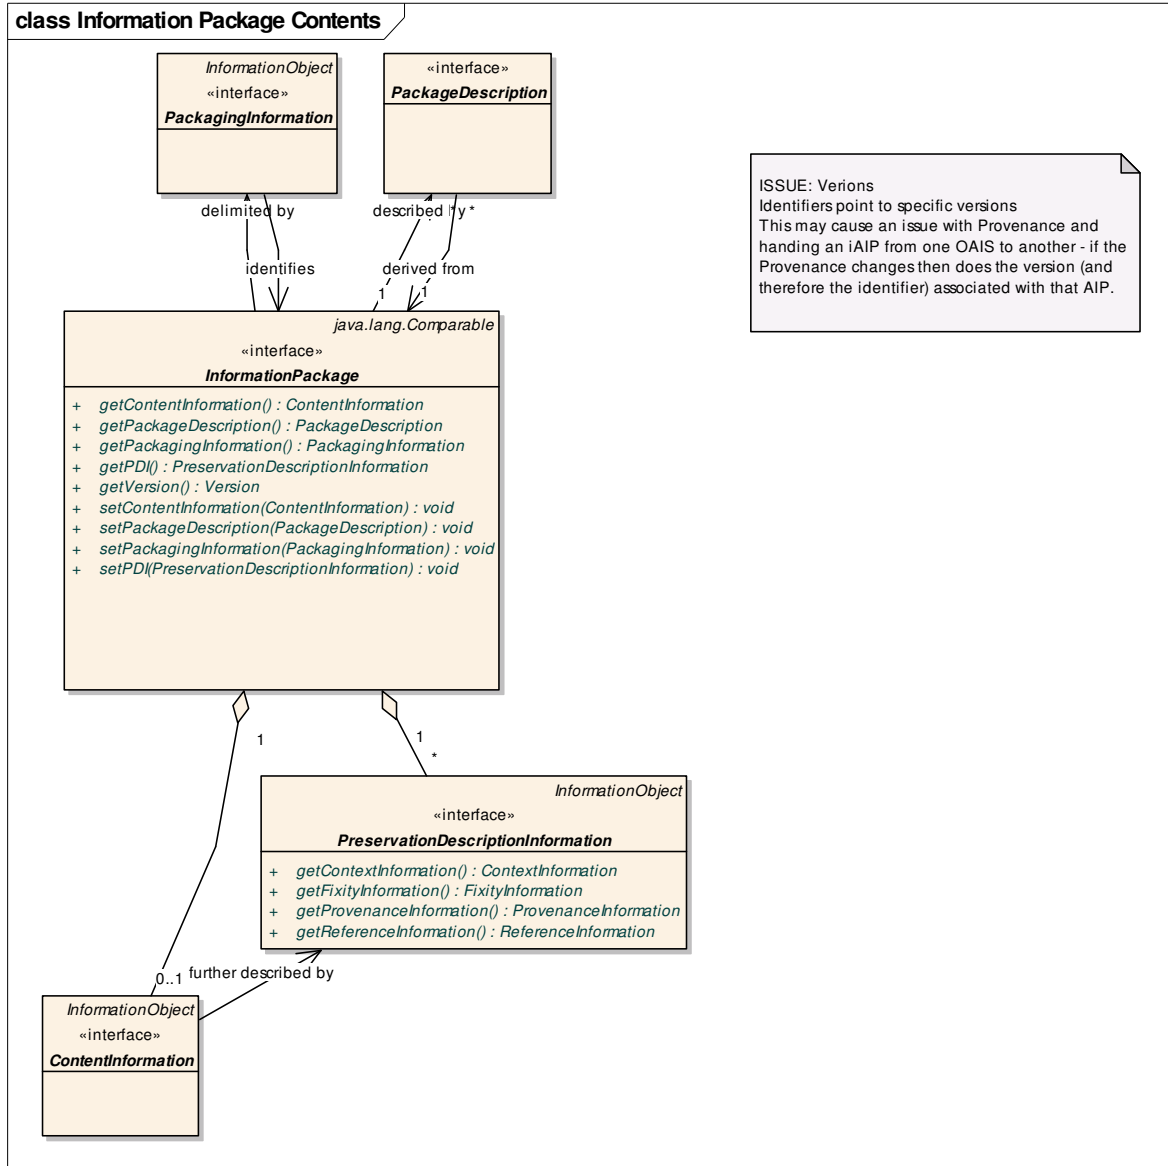 class Information Package Contents
InformationObject
«interface»
PackagingInformation
«interface»
PackageDescription
ISSUE: Verions
Identifiers point to specific versions
This may cause an issue with Provenance and
handing an iAIP from one OAIS to another - if the
Provenance changes then does the version (and
therefore the identifier) associated with that AIP.
delimited by
described by
*
*
identifies
derived from
1
1
java.lang.Comparable
«interface»
InformationPackage
+ getContentInformation() : ContentInformation
+ getPackageDescription() : PackageDescription
+ getPackagingInformation() : PackagingInformation
+ getPDI() : PreservationDescriptionInformation
+ getVersion() : Version
+ setContentInformation(ContentInformation) : void
+ setPackageDescription(PackageDescription) : void
+ setPackagingInformation(PackagingInformation) : void
+ setPDI(PreservationDescriptionInformation) : void
1
1
*
InformationObject
«interface»
PreservationDescriptionInformation
+ getContextInformation() : ContextInformation
+ getFixityInformation() : FixityInformation
+ getProvenanceInformation() : ProvenanceInformation
+ getReferenceInformation() : ReferenceInformation
0..1
further described by
InformationObject
«interface»
ContentInformation